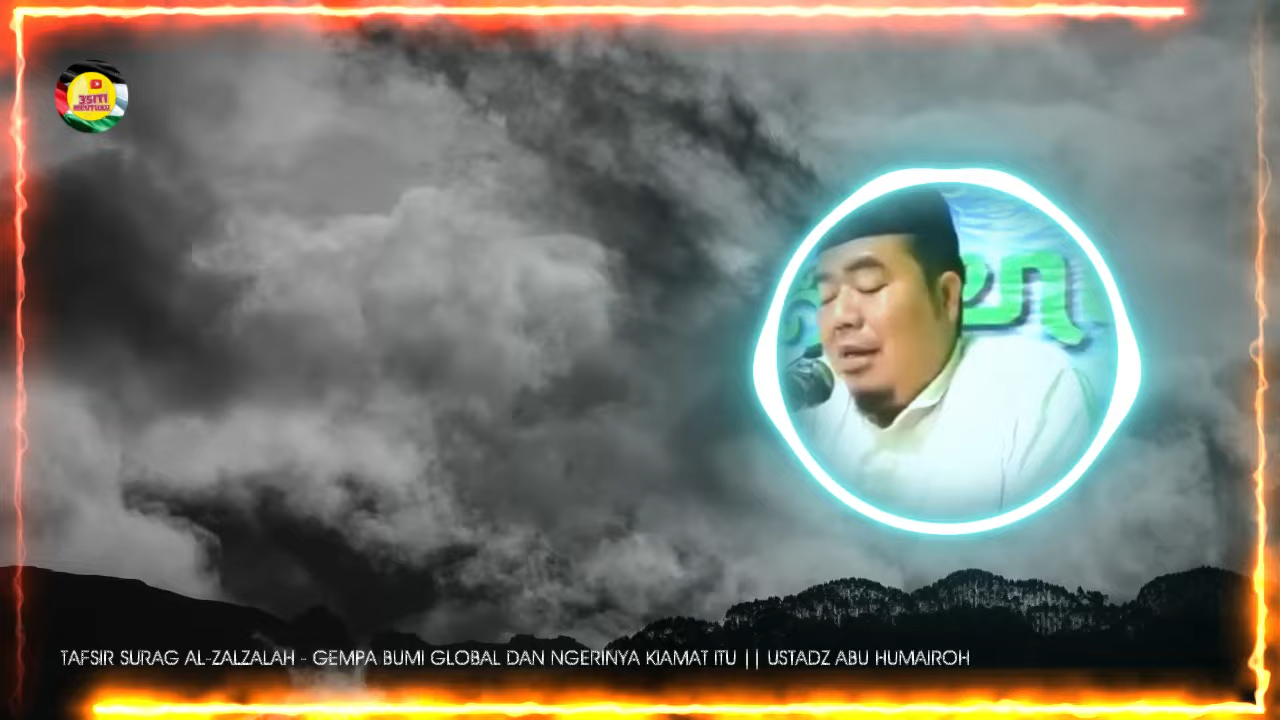 TAFSIR SURAG AL-ZALZALAH - GEMPA BUMI GLOBAL DAN NGERINYA KIAMAT ITU || USTADZ ABU HUMAIROH